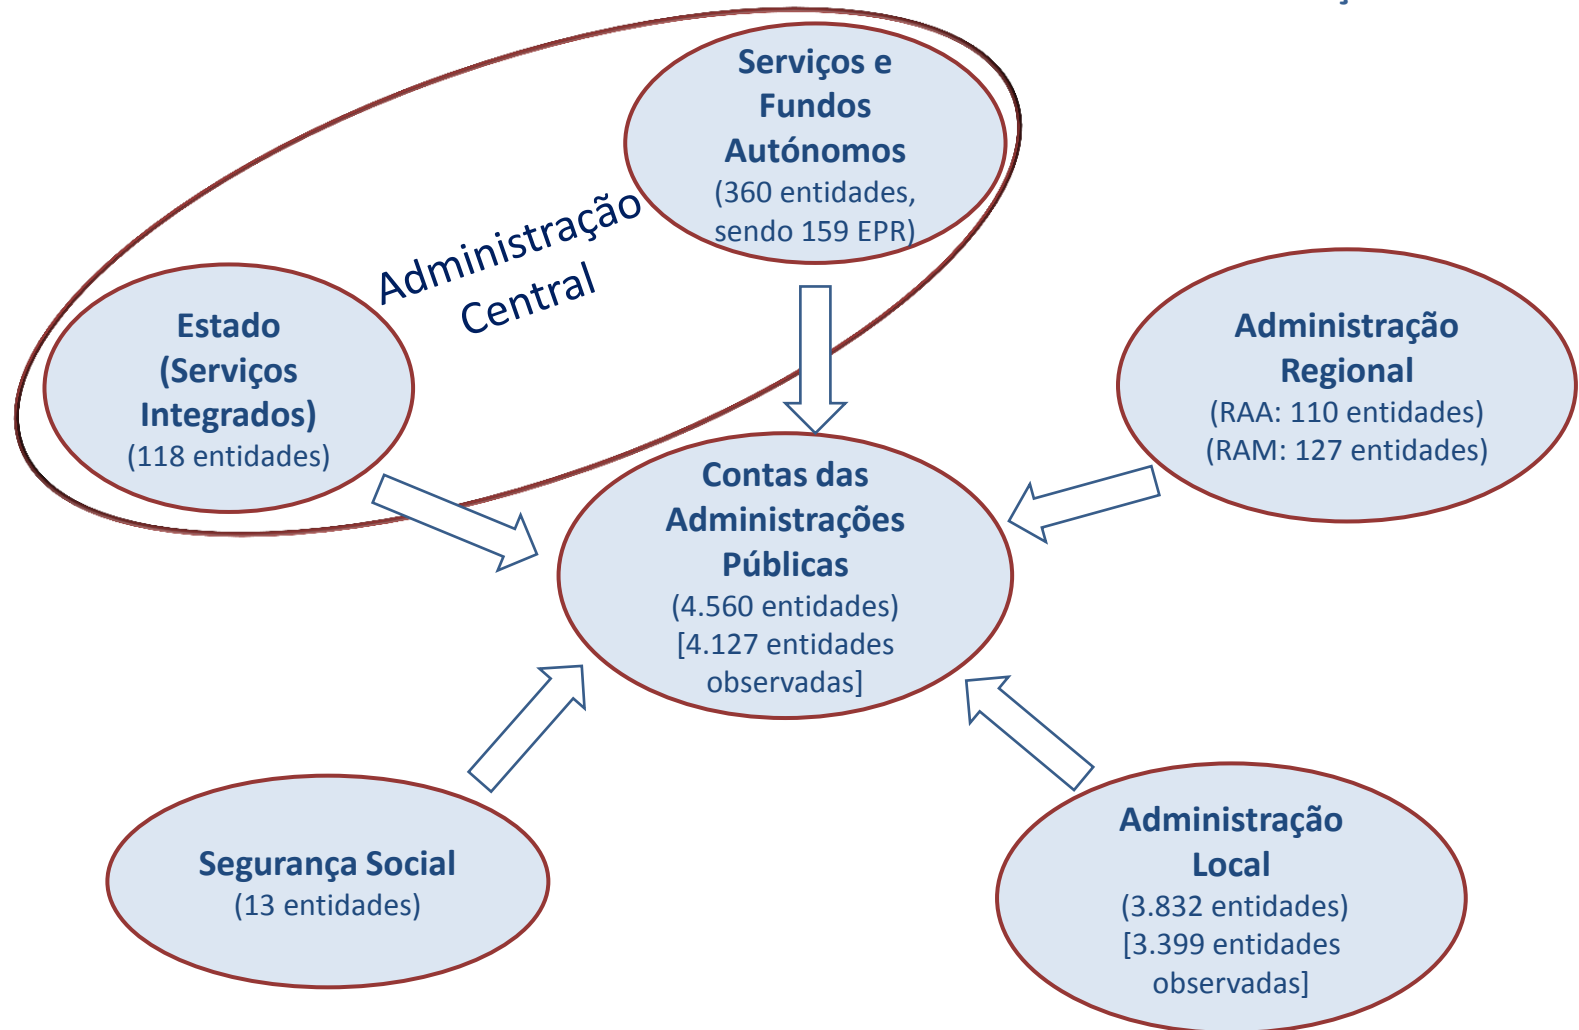 Serviços e
Fundos
Autónomos
(360 entidades,
sendo 159 EPR)
Administração
Central
Estado
(Serviços
Integrados)
(118 entidades)
Administração
Regional
(RAA: 110 entidades)
(RAM: 127 entidades)
Contas das
Administrações
Públicas
(4.560 entidades)
[4.127 entidades
observadas]
Segurança Social
(13 entidades)
Administração
Local
(3.832 entidades)
[3.399 entidades
observadas]